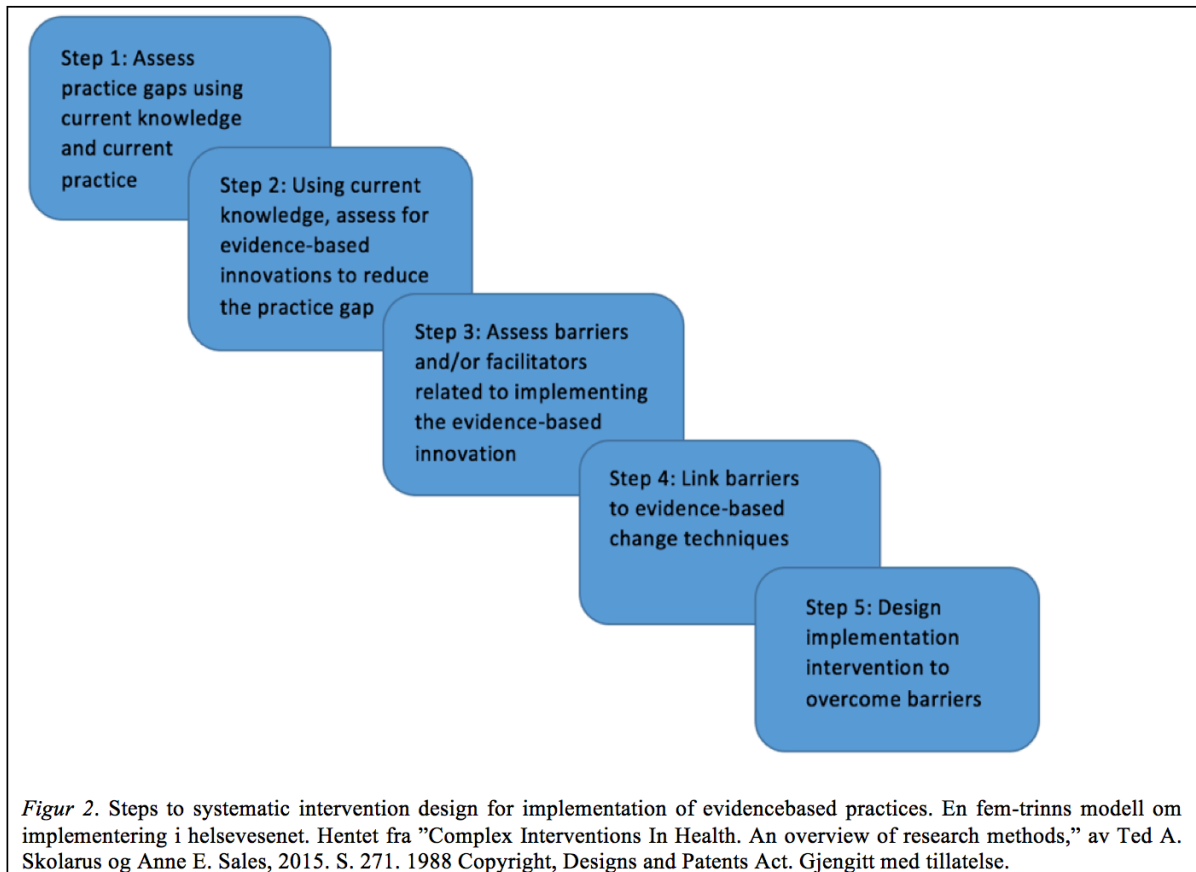 Step 1: Assess
practice gaps using
current knowledge
and current
practice
Step 2: Using current
knowledge, assess for
evidence-based
innovations to reduce
the practice gap
Step 3: Assess barriers
and/or facilitators
related to implementing
the evidence-based
innovation
Step 4: Link barriers
to evidence-based
change techniques
Step 5: Design
implementation
intervention to
overcome barriers
Figur 2. Steps to systematic intervention design for implementation of evidencebased practices. En fem-trinns modell om
implementering i helsevesenet. Hentet fra ”Complex Interventions In Health. An overview of research methods,” av Ted A.
Skolarus og Anne E. Sales, 2015. S. 271. 1988 Copyright, Designs and Patents Act. Gjengitt med tillatelse.